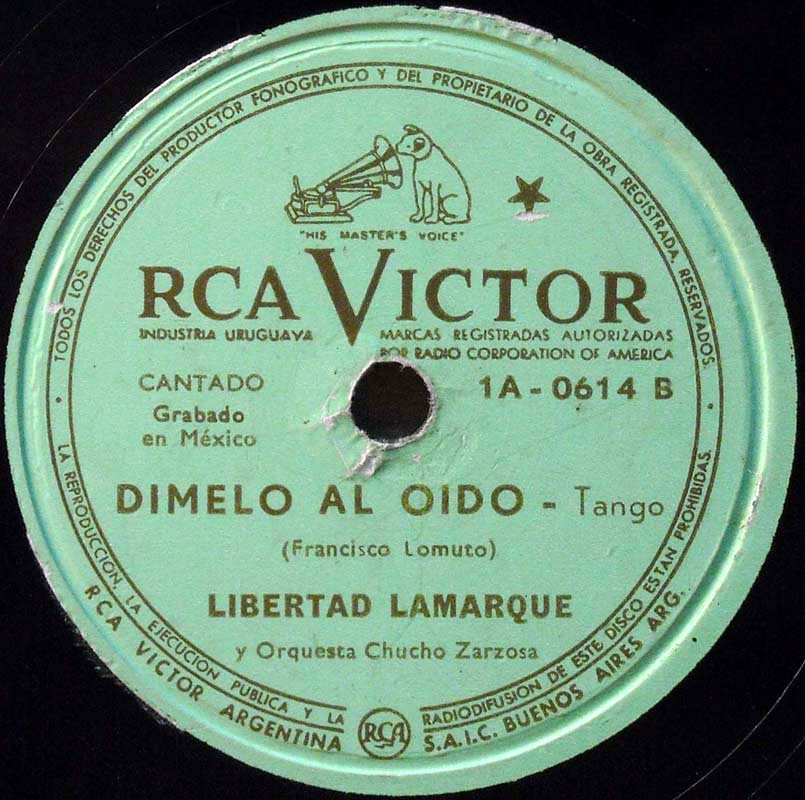 TODOS LOS DERECHOS DEL PRODUCTOR FONOGRAFICO Y DEL PROPIETARIO DE LA OBRA REGISTRADA, RESERVADOS.
"HIS MASTER'S VOICE"
RCA VICTOR
INDUSTRIA URUGUAYA
MARCAS REGISTRADAS AUTORIZADAS
POR RADIO CORPORATION OF AMERICA
CANTADO
1A - 0614 B
Grabado
en México
DIMELO AL OIDO - Tango
(Francisco Lomuto)
LIBERTAD LAMARQUE
y Orquesta Chucho Zarzosa
LA REPRODUCCION, LA EJECUCION PUBLICA Y LA RADIODIFUSION DE ESTE DISCO ESTAN PROHIBIDAS.
RCA VICTOR ARGENTINA S.A.I.C. BUENOS AIRES ARG.
RCA